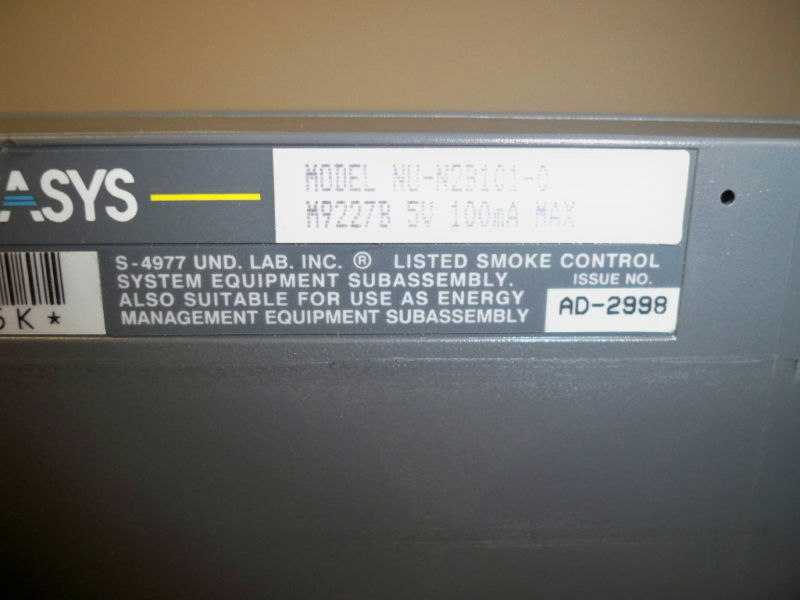 ASYS
MODEL NU-N2B101-0
M9227B 5V 100mA MAX
S-4977 UND. LAB. INC. ® LISTED SMOKE CONTROL
SYSTEM EQUIPMENT SUBASSEMBLY.
ISSUE NO.
ALSO SUITABLE FOR USE AS ENERGY
AD-2998
MANAGEMENT EQUIPMENT SUBASSEMBLY
K *